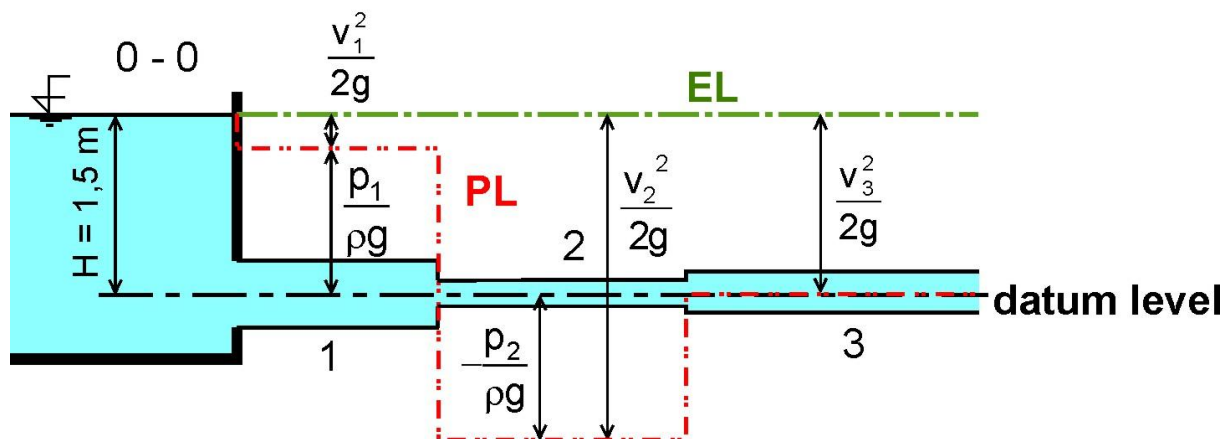 0 - 0
v₁²
2g
EL
H = 1,5 m
p₁
ρg
PL
v₂²
2g
v₃²
2g
2
datum level
1
3
−p₂
ρg